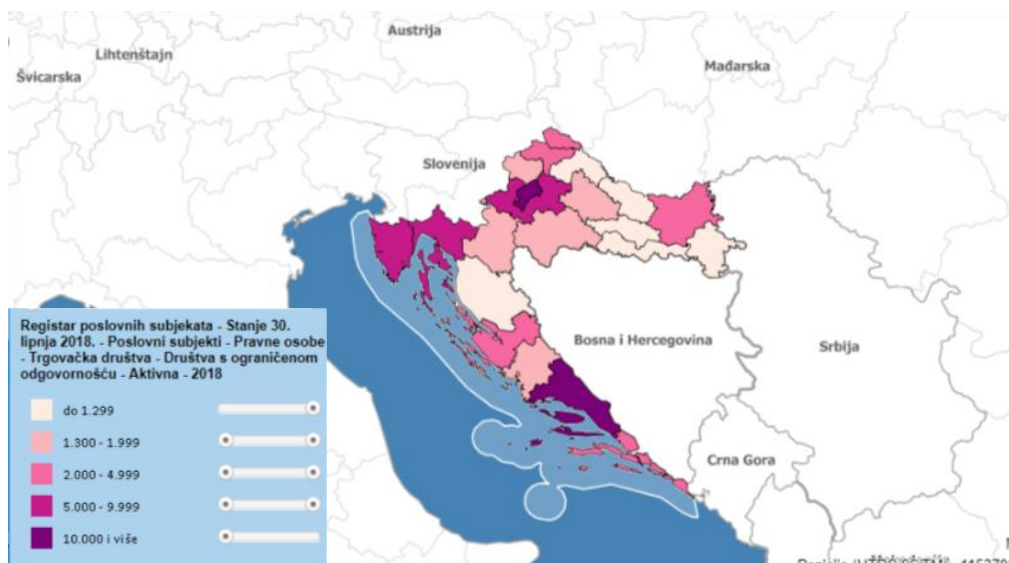 Austrija
Lihtenštajn
Švicarska
Mađarska
Slovenija
Bosna i Hercegovina
Srbija
Crna Gora
Registar poslovnih subjekata - Stanje 30.
lipnja 2018. - Poslovni subjekti - Pravne osobe
- Trgovačka društva - Društva s ograničenom
odgovornošću - Aktivna - 2018
do 1.299
1.300 - 1.999
2.000 - 4.999
5.000 - 9.999
10.000 i više